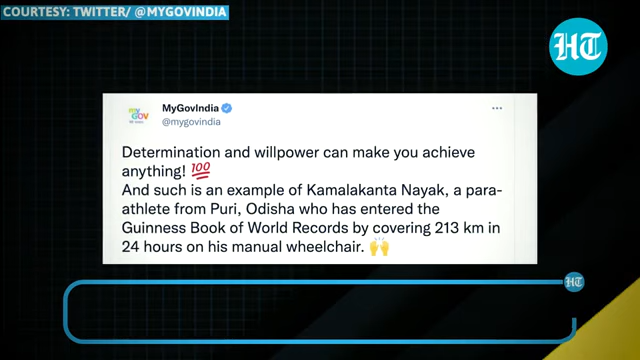 COURTESY: TWITTER/ @MYGOVINDIA
HT
my
GOV
MyGovIndia
@mygovindia
Determination and willpower can make you achieve
anything! 💯
And such is an example of Kamalakanta Nayak, a para-
athlete from Puri, Odisha who has entered the
Guinness Book of World Records by covering 213 km in
24 hours on his manual wheelchair. 🙌
HT